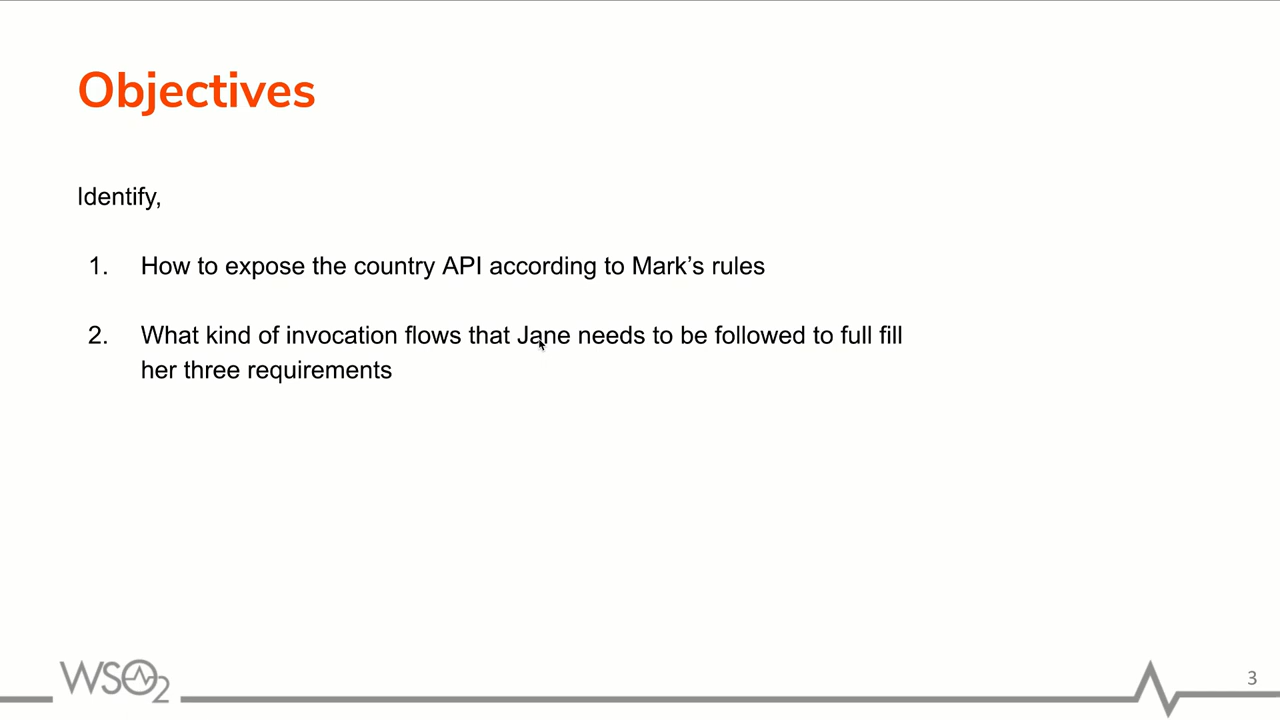 Objectives
Identify,
1. How to expose the country API according to Mark’s rules
2. What kind of invocation flows that Jane needs to be followed to full fill
her three requirements
WSO2
3